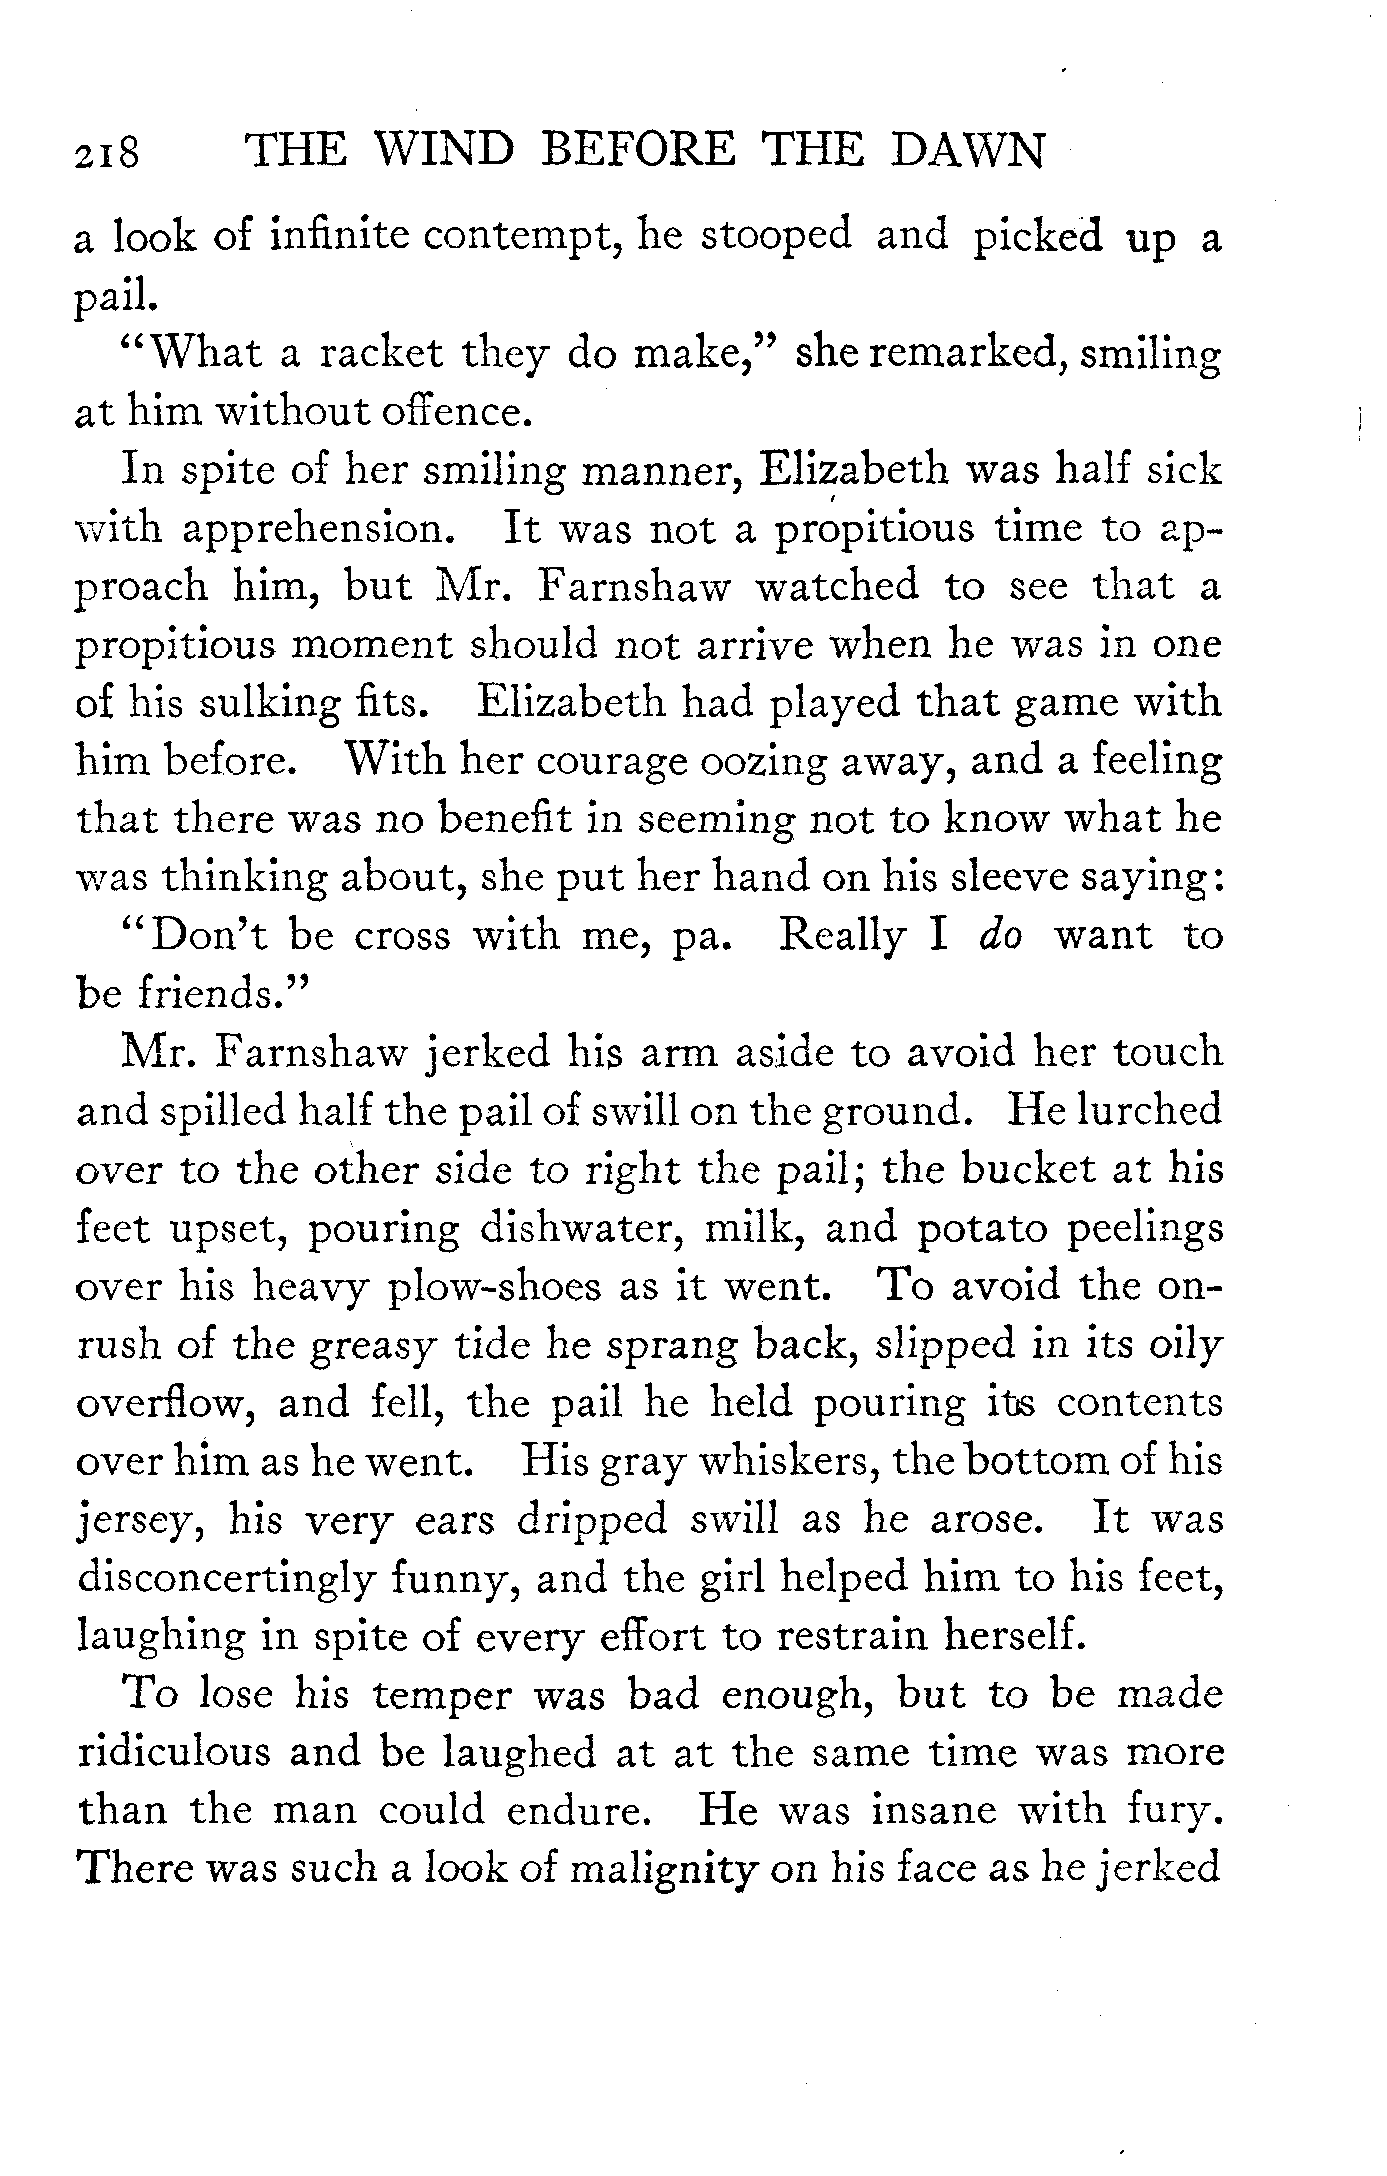 218 THE WIND BEFORE THE DAWN
a look of infinite contempt, he stooped and picked up a
pail.
“What a racket they do make,” she remarked, smiling
at him without offence.
In spite of her smiling manner, Elizabeth was half sick
with apprehension. It was not a propitious time to ap-
proach him, but Mr. Farnshaw watched to see that a
propitious moment should not arrive when he was in one
of his sulking fits. Elizabeth had played that game with
him before. With her courage oozing away, and a feeling
that there was no benefit in seeming not to know what he
was thinking about, she put her hand on his sleeve saying:
“Don’t be cross with me, pa. Really I do want to
be friends.”
Mr. Farnshaw jerked his arm aside to avoid her touch
and spilled half the pail of swill on the ground. He lurched
over to the other side to right the pail; the bucket at his
feet upset, pouring dishwater, milk, and potato peelings
over his heavy plow-shoes as it went. To avoid the on-
rush of the greasy tide he sprang back, slipped in its oily
overflow, and fell, the pail he held pouring its contents
over him as he went. His gray whiskers, the bottom of his
jersey, his very ears dripped swill as he arose. It was
disconcertingly funny, and the girl helped him to his feet,
laughing in spite of every effort to restrain herself.
To lose his temper was bad enough, but to be made
ridiculous and be laughed at at the same time was more
than the man could endure. He was insane with fury.
There was such a look of malignity on his face as he jerked